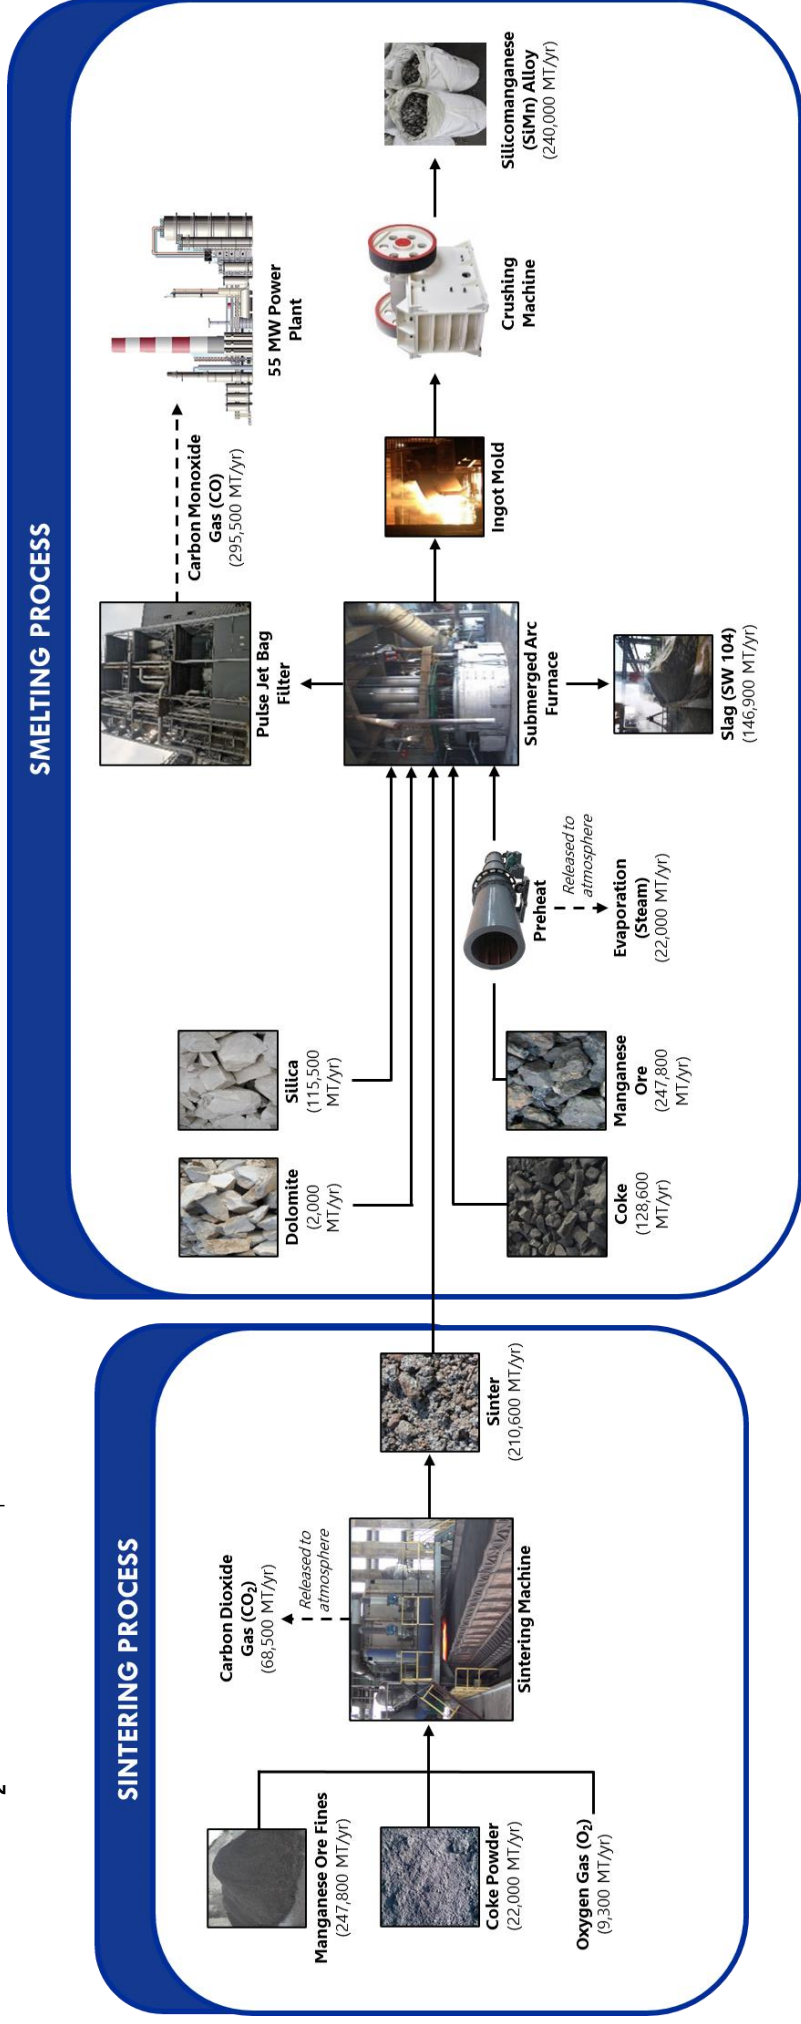 SINTERING PROCESS
Manganese Ore Fines
(247,800 MT/yr)
Coke Powder
(22,000 MT/yr)
Oxygen Gas (O2)
(9,300 MT/yr)
Carbon Dioxide
Gas (CO2)
(68,500 MT/yr)
Released to
atmosphere
Sintering Machine
Sinter
(210,600 MT/yr)
SMELTING PROCESS
Dolomite
(2,000
MT/yr)
Silica
(115,500
MT/yr)
Coke
(128,600
MT/yr)
Manganese
Ore
(247,800
MT/yr)
Preheat
Released to
atmosphere
Evaporation
(Steam)
(22,000 MT/yr)
Pulse Jet Bag
Filter
Carbon Monoxide
Gas (CO)
(295,500 MT/yr)
55 MW Power
Plant
Submerged Arc
Furnace
Slag (SW 104)
(146,900 MT/yr)
Ingot Mold
Crushing
Machine
Silicomanganese
(SiMn) Alloy
(240,000 MT/yr)